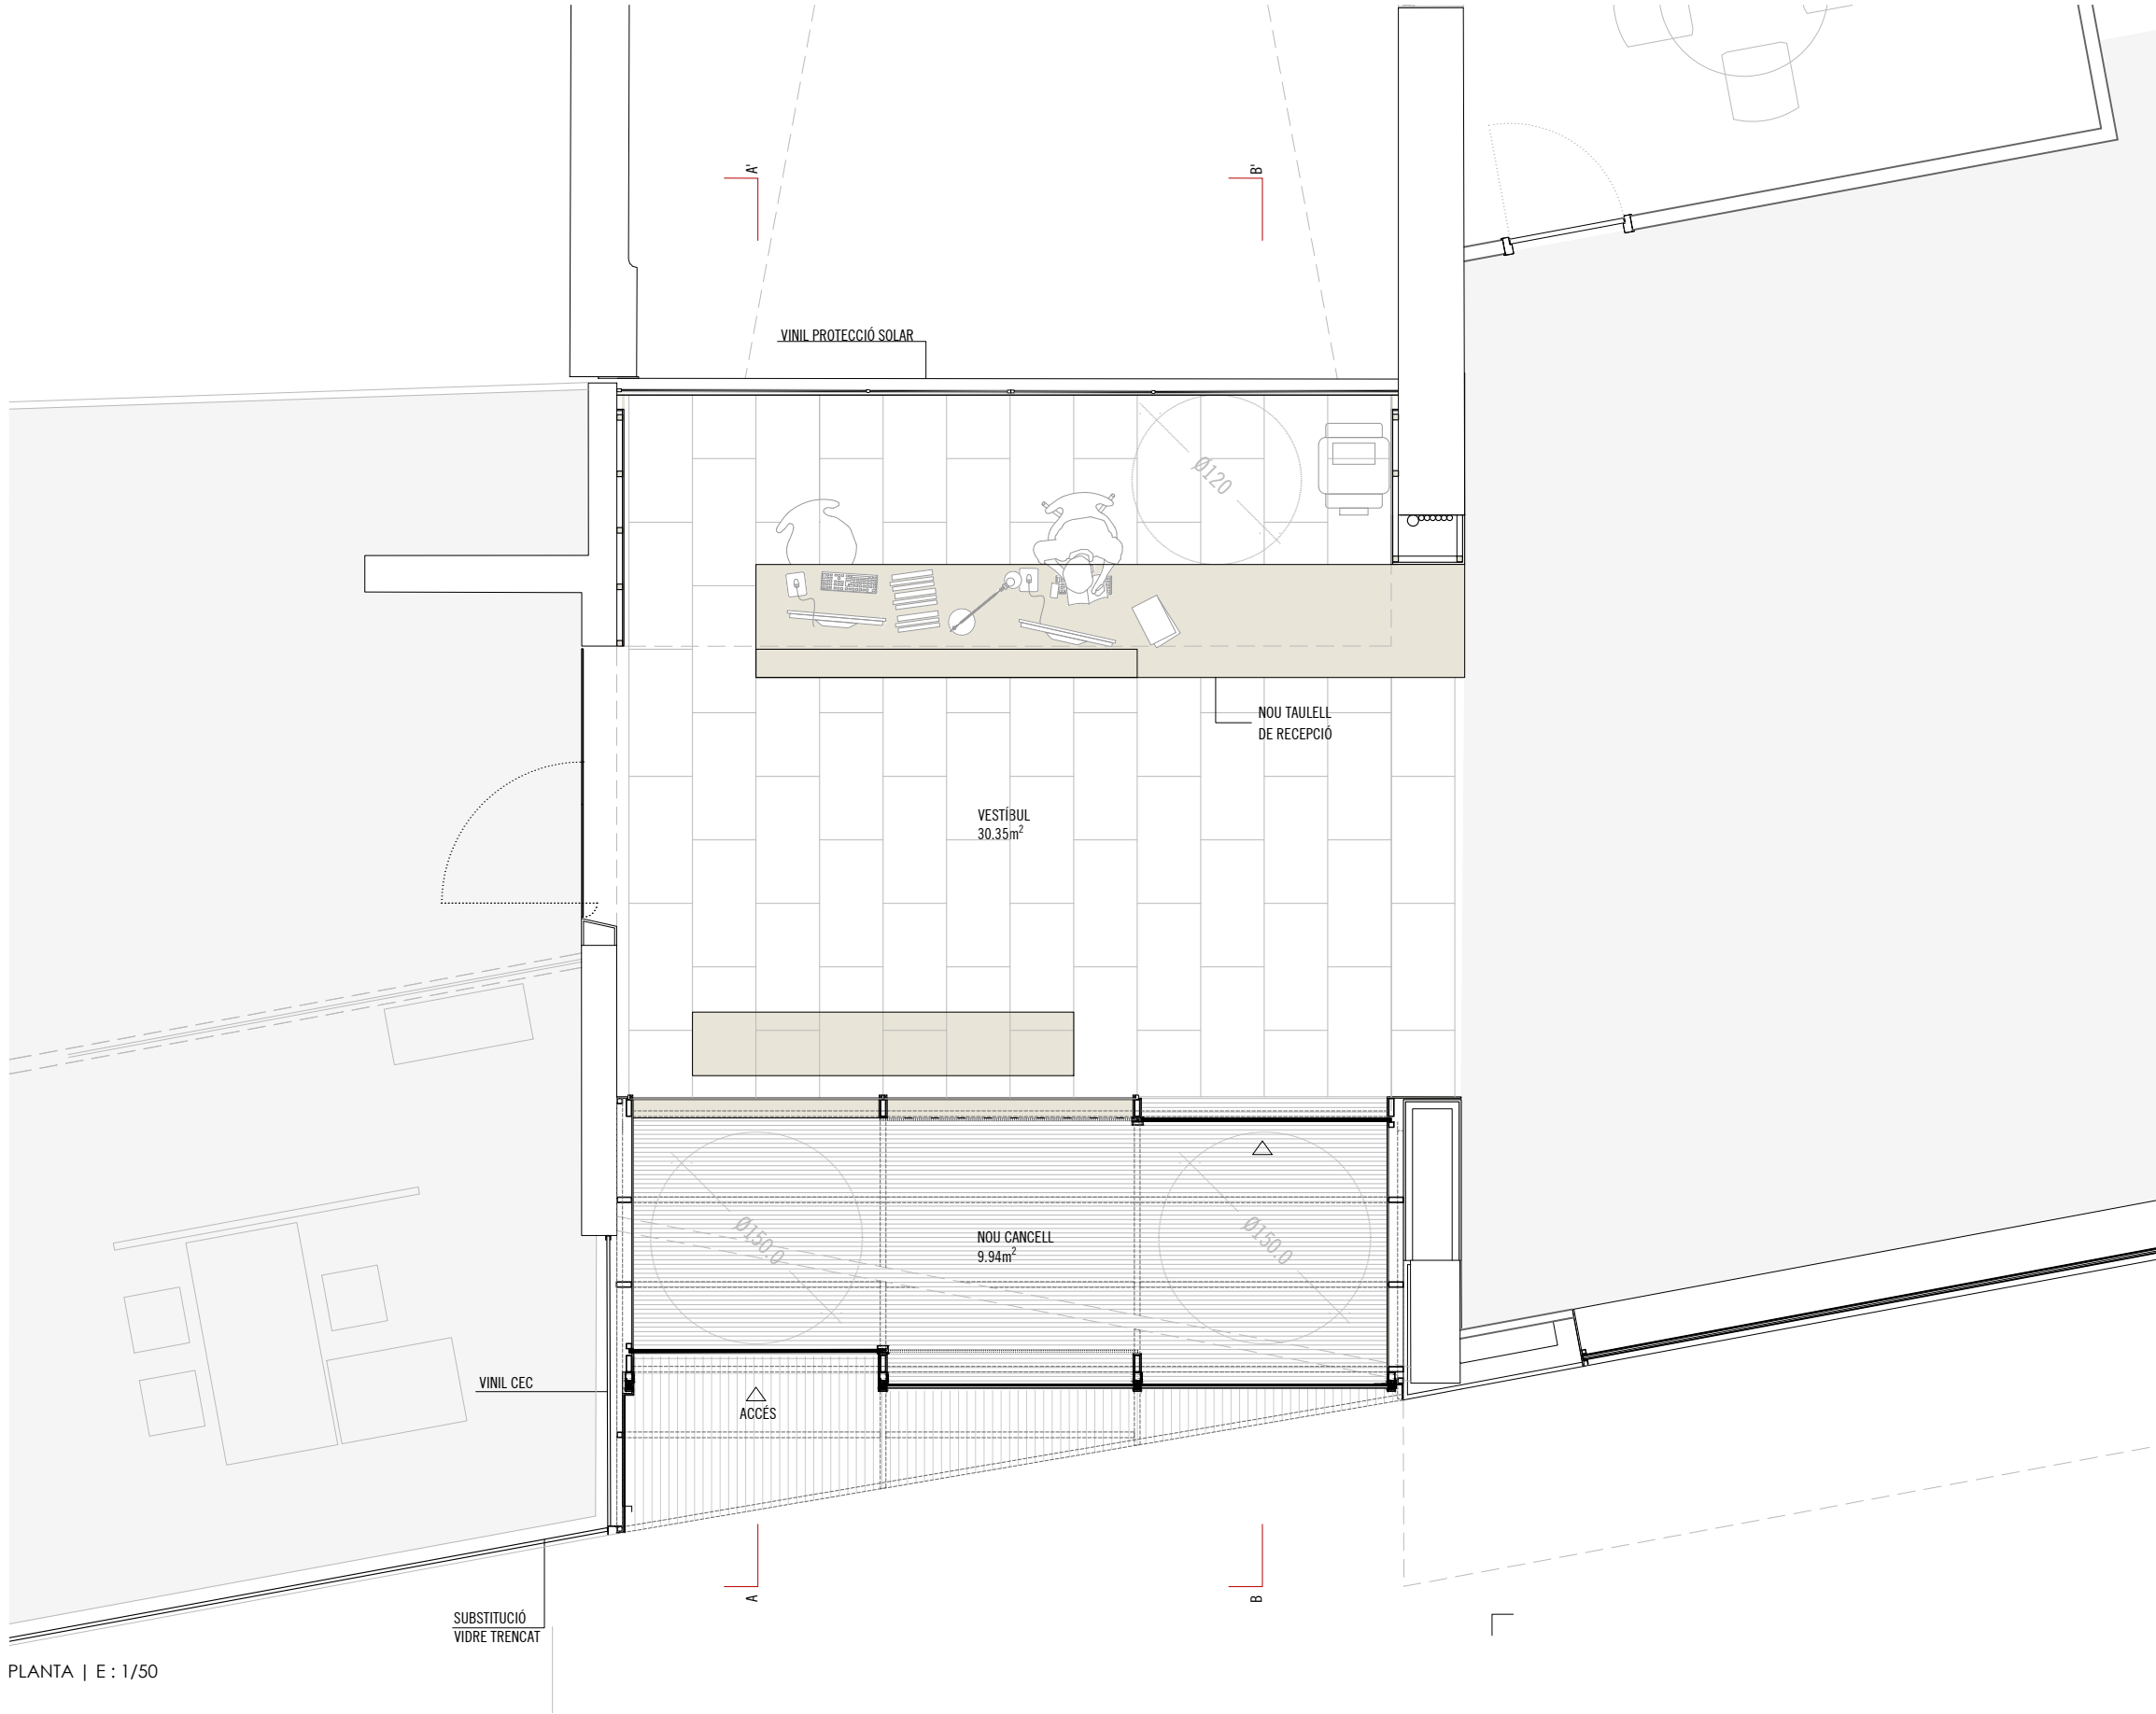 A'
B'
VINIL PROTECCIÓ SOLAR
Ø120
NOU TAULELL
DE RECEPCIÓ
VESTÍBUL
30.35m²
Ø150.0
NOU CANCELL
9.94m²
Ø150.0
VINIL CEC
ACCÉS
A
B
SUBSTITUCIÓ
VIDRE TRENCAT
PLANTA | E : 1/50